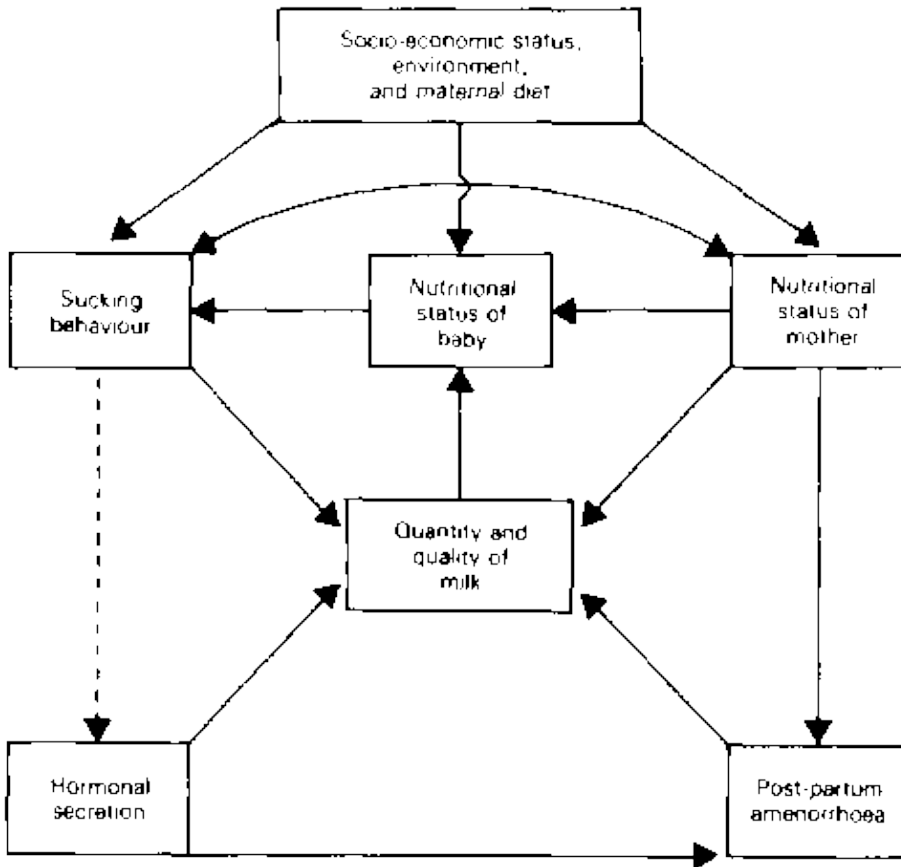 Socio-economic status,
environment,
and maternal diet
Sucking
behaviour
Nutritional
status of
baby
Nutritional
status of
mother
Quantity and
quality of
milk
Hormonal
secretion
Post-partum
amenorrhoea